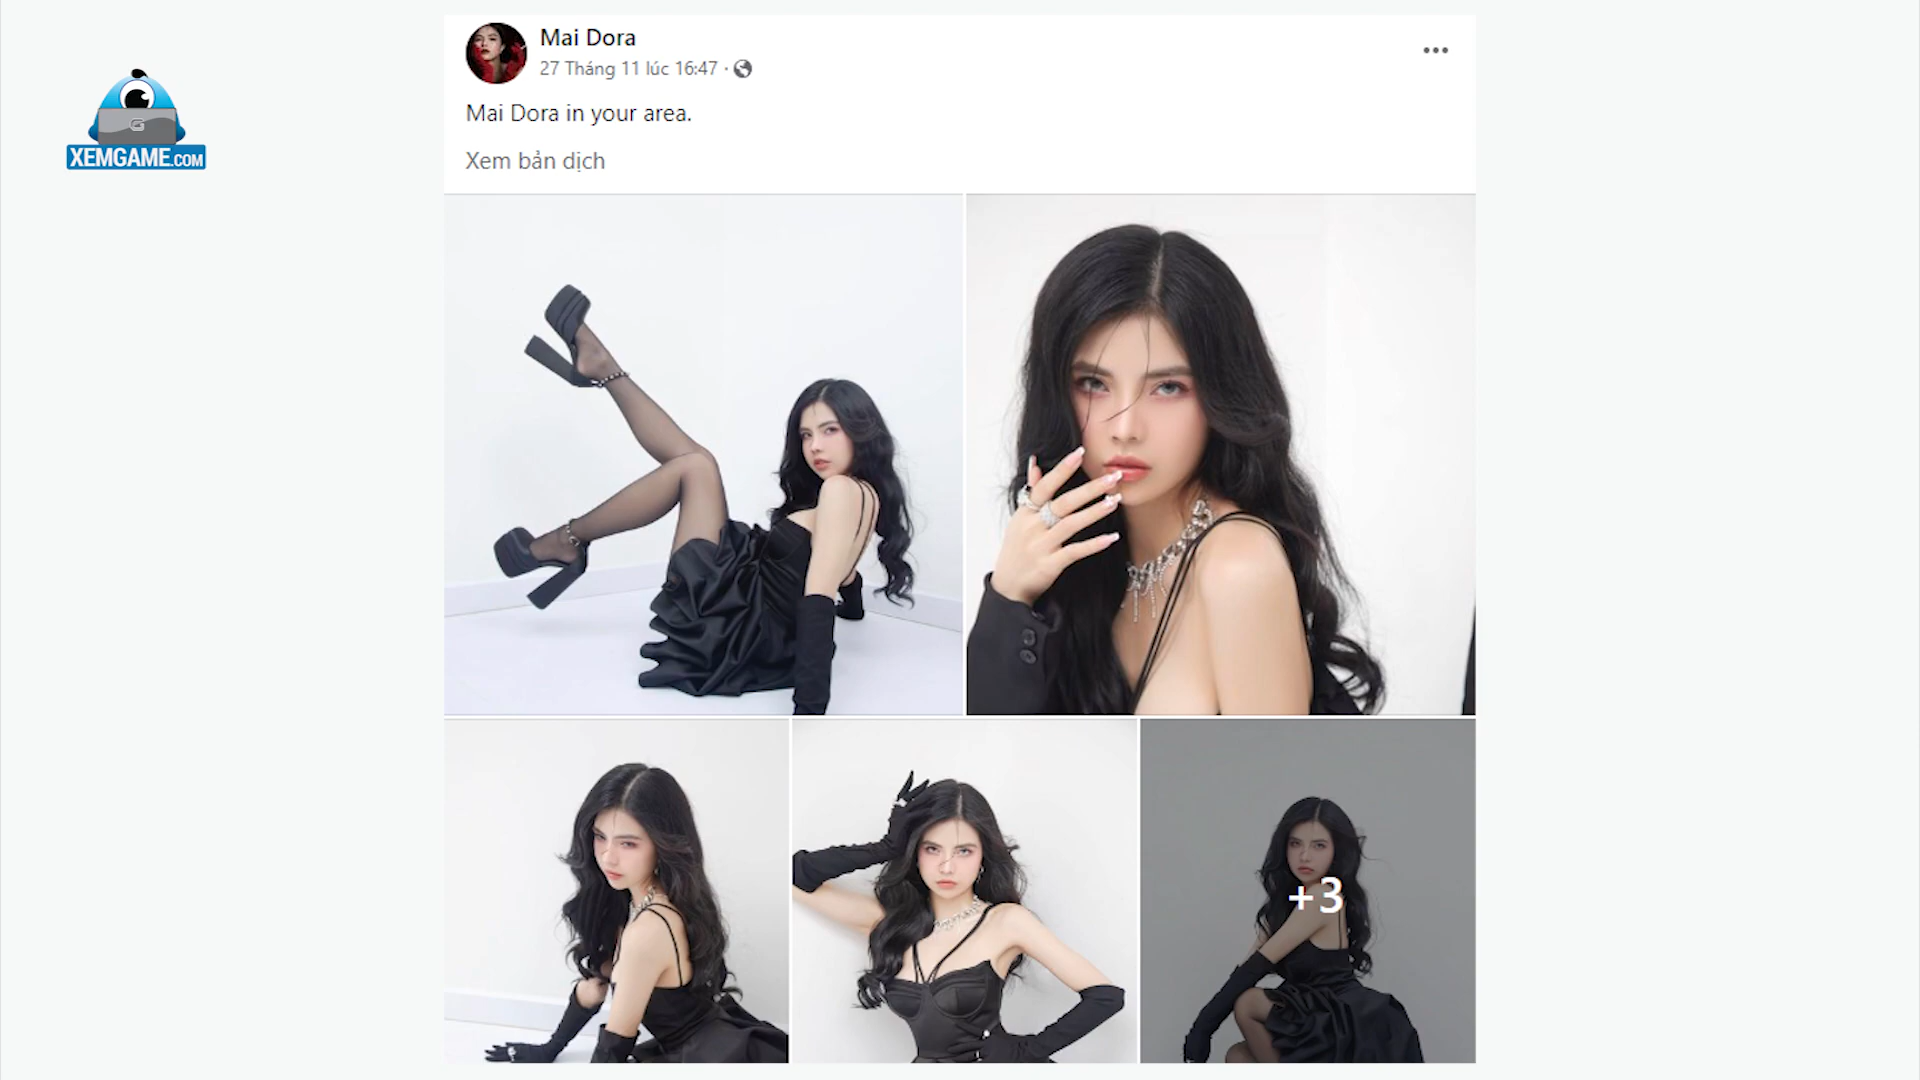 XEMGAME.COM
Mai Dora
27 Tháng 11 lúc 16:47 ·
Mai Dora in your area.
Xem bản dịch
+3